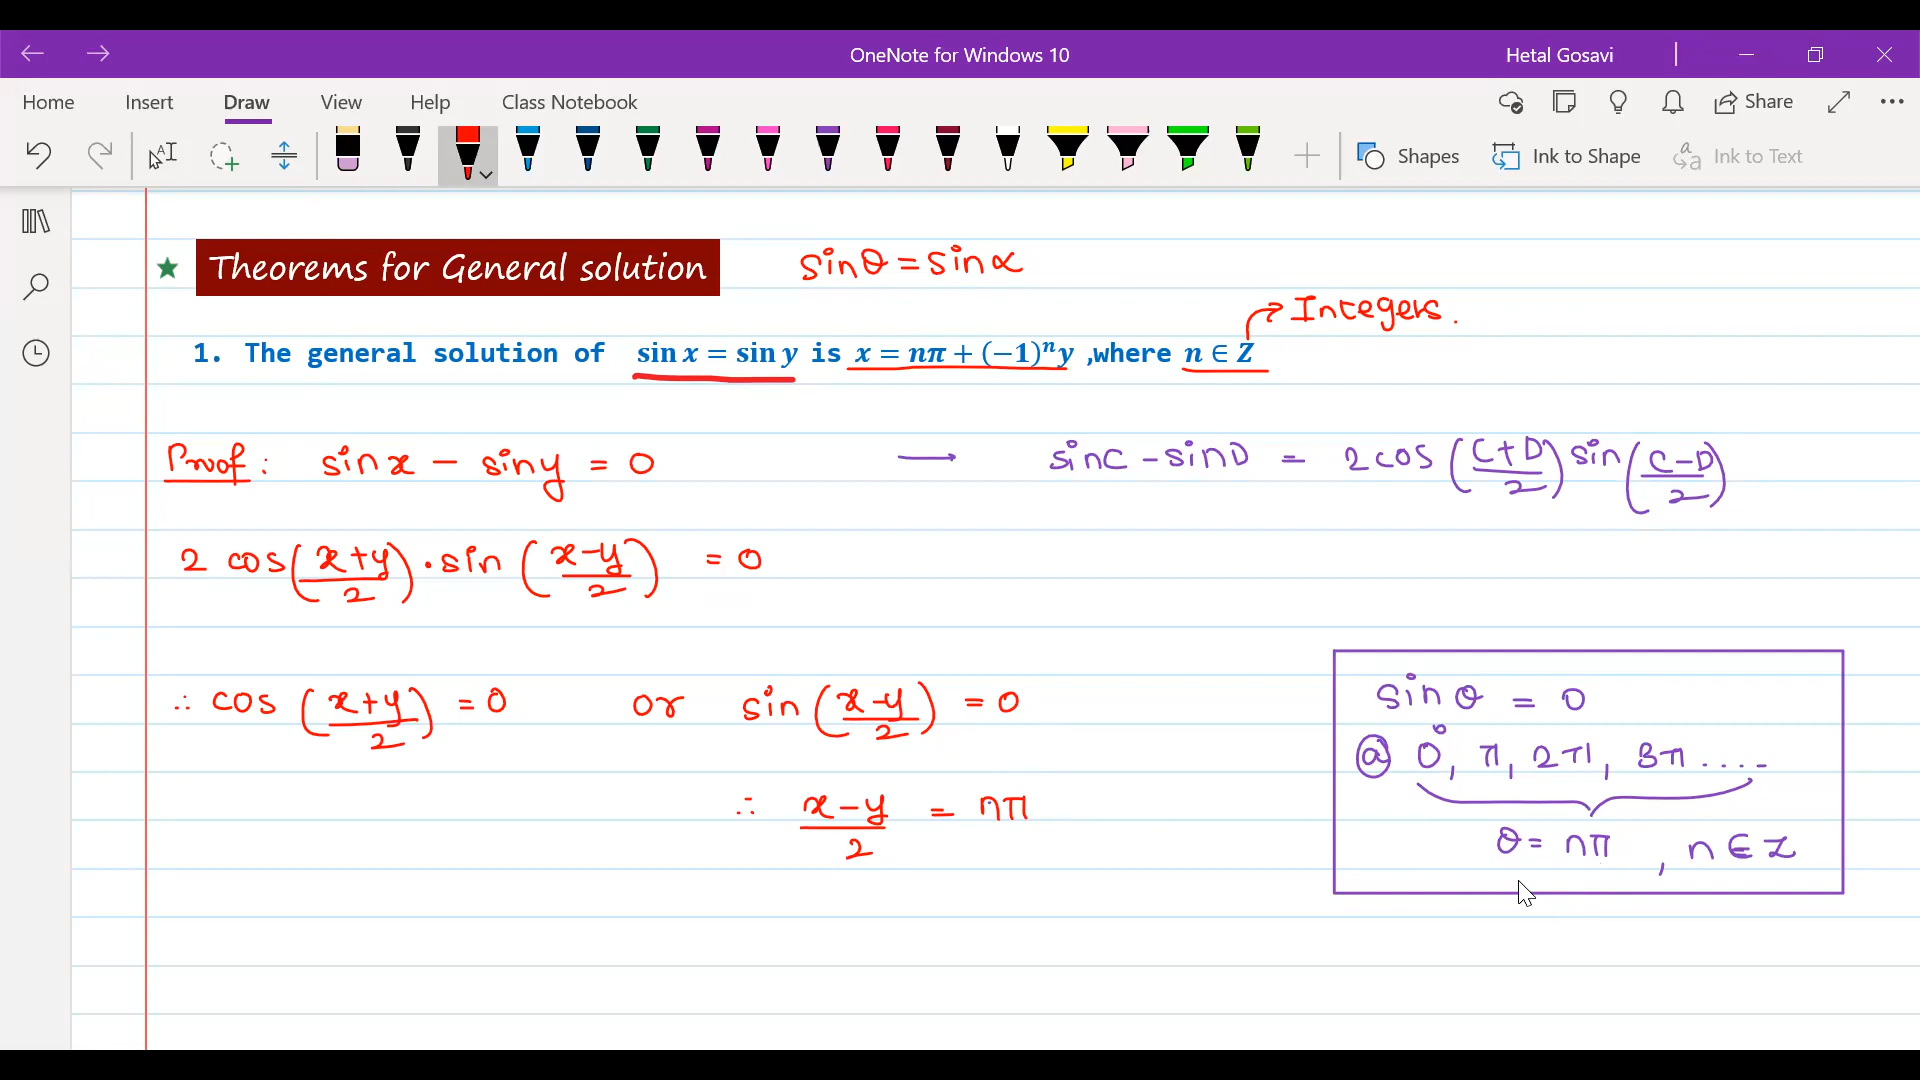 OneNote for Windows 10
Hetal Gosavi
Home Insert Draw View Help Class Notebook Share
Shapes Ink to Shape Ink to Text
★ Theorems for General solution sinθ = sin∝
→ Integers.
1. The general solution of sin x = sin y is x = nπ + (−1)ⁿy ,where n ∈ Z
Proof : sinx − siny = 0 → sinC − sinD = 2cos((C+D)/2) sin((C−D)/2)
2 cos((x+y)/2) · sin((x−y)/2) = 0
∴ cos((x+y)/2) = 0 or sin((x−y)/2) = 0
∴ (x−y)/2 = nπ
sinθ = 0
ⓐ 0°, π, 2π, 3π ....
θ = nπ , n ∈ Z